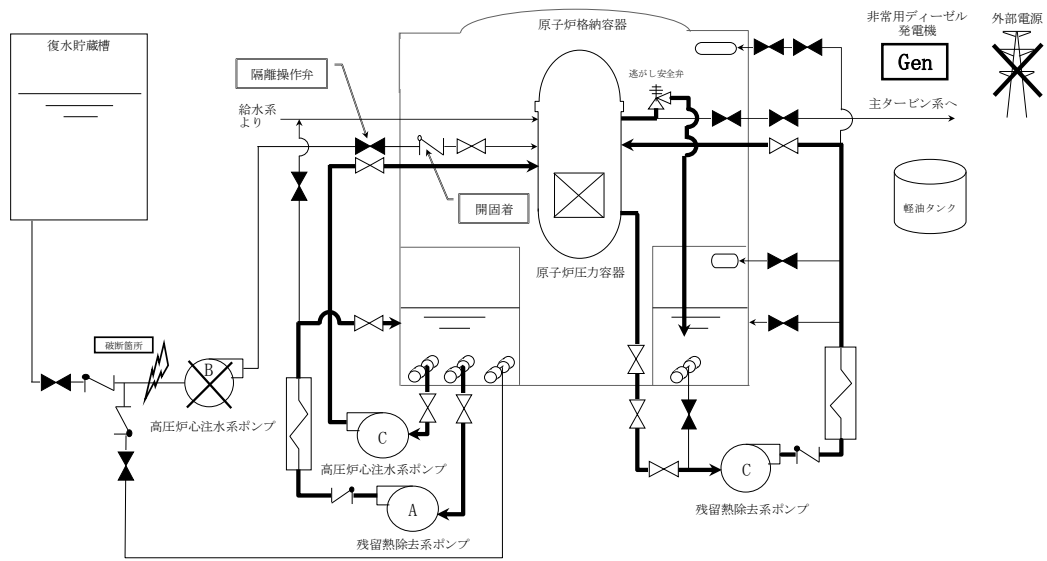 復水貯蔵槽
隔離操作弁
給水系
より
原子炉格納容器
逃がし安全弁
非常用ディーゼル
発電機
Gen
外部電源
主タービン系へ
軽油タンク
開固着
原子炉圧力容器
破断箇所
B
高圧炉心注水系ポンプ
C
高圧炉心注水系ポンプ
A
残留熱除去系ポンプ
C
残留熱除去系ポンプ